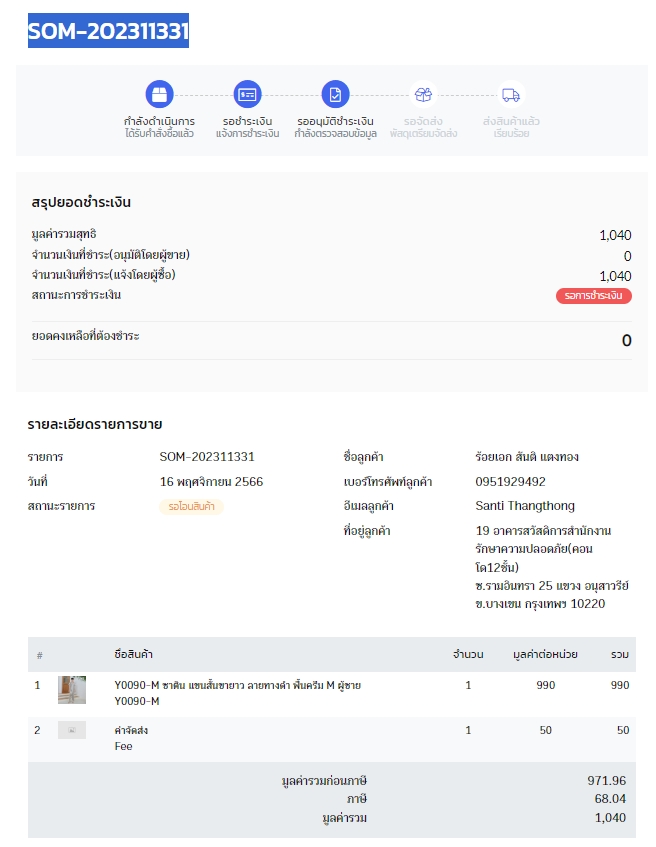 SOM-202311331
กำลังดำเนินการ
ได้รับคำสั่งซื้อแล้ว
รอชำระเงิน
แจ้งการชำระเงิน
รออนุมัติชำระเงิน
กำลังตรวจสอบข้อมูล
รอจัดส่ง
พัสดุเตรียมจัดส่ง
ส่งสินค้าแล้ว
เรียบร้อย
สรุปยอดชำระเงิน
มูลค่ารวมสุทธิ 1,040
จำนวนเงินที่ชำระ(อนุมัติโดยผู้ขาย) 0
จำนวนเงินที่ชำระ(แจ้งโดยผู้ซื้อ) 1,040
สถานะการชำระเงิน รอการชำระเงิน
ยอดคงเหลือที่ต้องชำระ 0
รายละเอียดรายการขาย
รายการ SOM-202311331
วันที่ 16 พฤศจิกายน 2566
สถานะรายการ รอโอนสินค้า
ชื่อลูกค้า ร้อยเอก สันติ แตงทอง
เบอร์โทรศัพท์ลูกค้า 0951929492
อีเมลลูกค้า Santi Thangthong
ที่อยู่ลูกค้า 19 อาคารสวัสดิการสำนักงาน
รักษาความปลอดภัย(คอน
โด12ชั้น)
ซ.รามอินทรา 25 แขวง อนุสาวรีย์
ข.บางเขน กรุงเทพฯ 10220
# ชื่อสินค้า จำนวน มูลค่าต่อหน่วย รวม
1 Y0090-M ซาติน แขนสั้นขายาว ลายทางดำ พื้นครีม M ผู้ชาย 1 990 990
Y0090-M
2 ค่าจัดส่ง 1 50 50
Fee
มูลค่ารวมก่อนภาษี 971.96
ภาษี 68.04
มูลค่ารวม 1,040